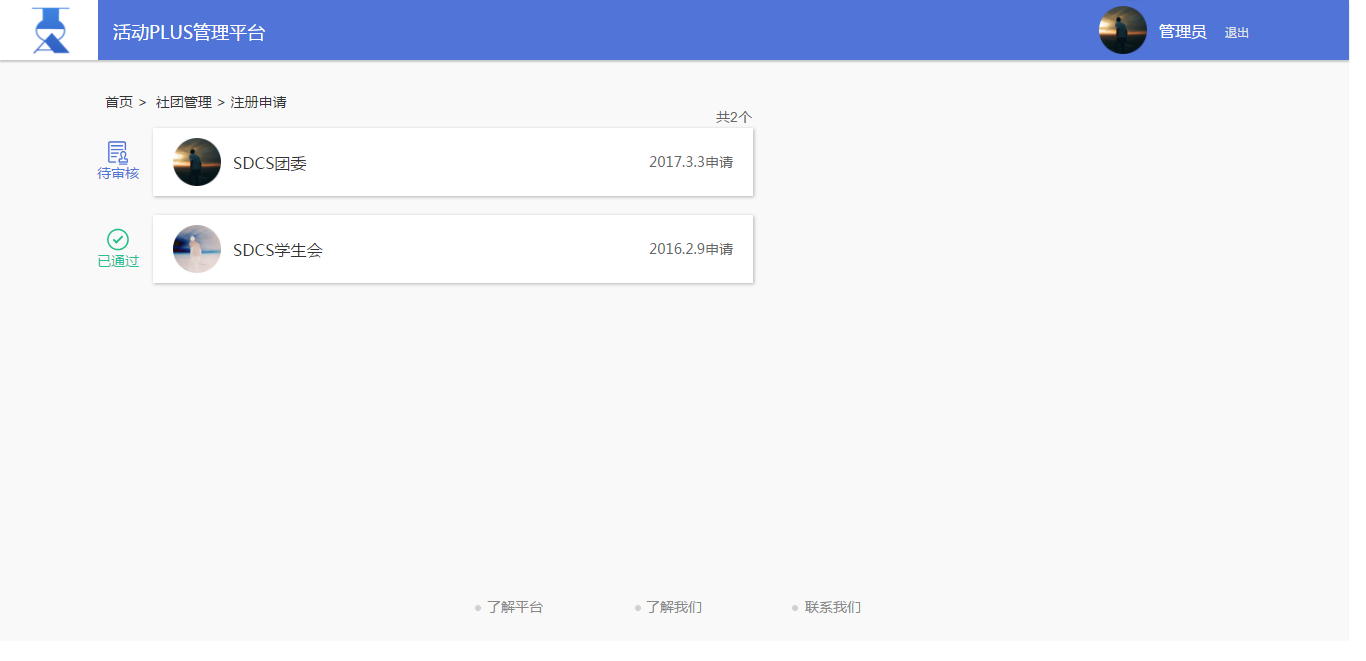 活动PLUS管理平台
管理员 退出
首页 > 社团管理 > 注册申请
共2个
待审核
SDCS团委 2017.3.3申请
已通过
SDCS学生会 2016.2.9申请
了解平台 了解我们 联系我们